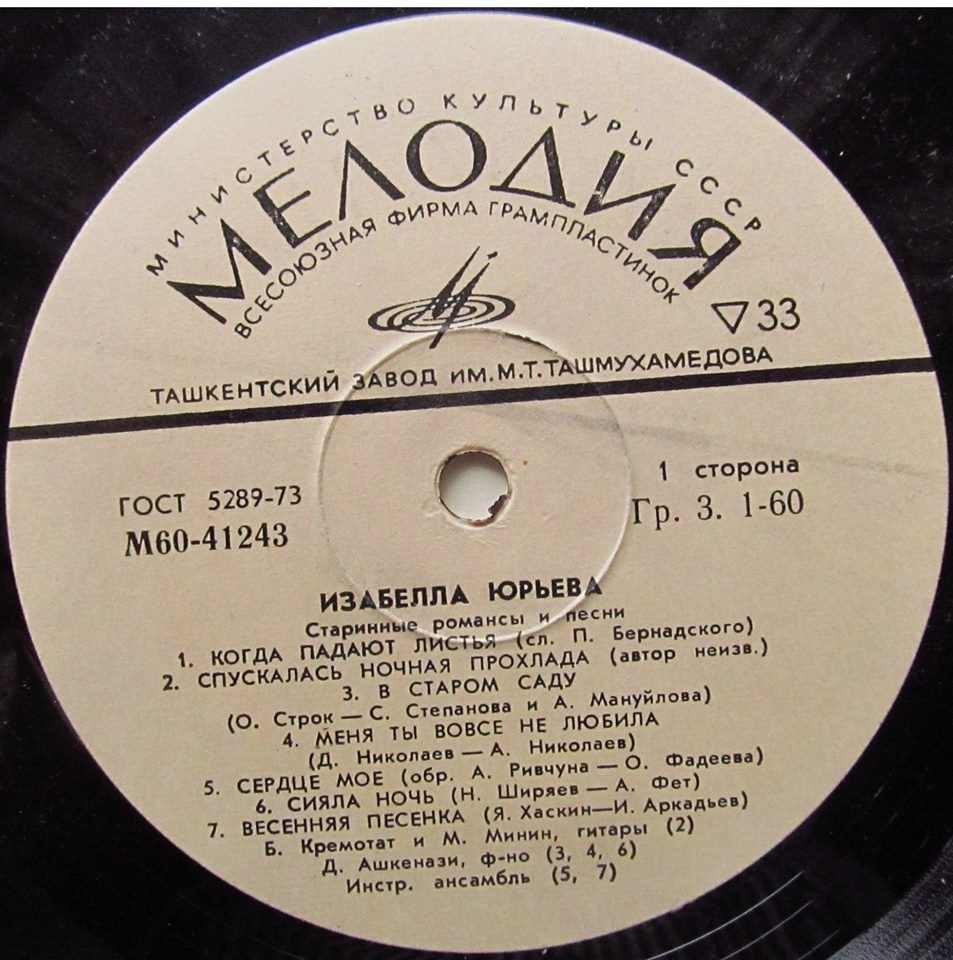 МИНИСТЕРСТВО КУЛЬТУРЫ СССР
МЕЛОДИЯ
ВСЕСОЮЗНАЯ ФИРМА ГРАМПЛАСТИНОК
▽33
ТАШКЕНТСКИЙ ЗАВОД ИМ. М.Т.ТАШМУХАМЕДОВА
1 сторона
ГОСТ 5289-73
Гр. 3. 1-60
М60-41243
ИЗАБЕЛЛА ЮРЬЕВА
Старинные романсы и песни
1. КОГДА ПАДАЮТ ЛИСТЬЯ (сл. П. Бернадского)
2. СПУСКАЛАСЬ НОЧНАЯ ПРОХЛАДА (автор неизв.)
3. В СТАРОМ САДУ
(О. Строк — С. Степанова и А. Мануйлова)
4. МЕНЯ ТЫ ВОВСЕ НЕ ЛЮБИЛА
(Д. Николаев — А. Николаев)
5. СЕРДЦЕ МОЕ (обр. А. Ривчуна — О. Фадеева)
6. СИЯЛА НОЧЬ (Н. Ширяев — А. Фет)
7. ВЕСЕННЯЯ ПЕСЕНКА (Я. Хаскин—И. Аркадьев)
Б. Кремотат и М. Минин, гитары (2)
Д. Ашкенази, ф-но (3, 4, 6)
Инстр. ансамбль (5, 7)